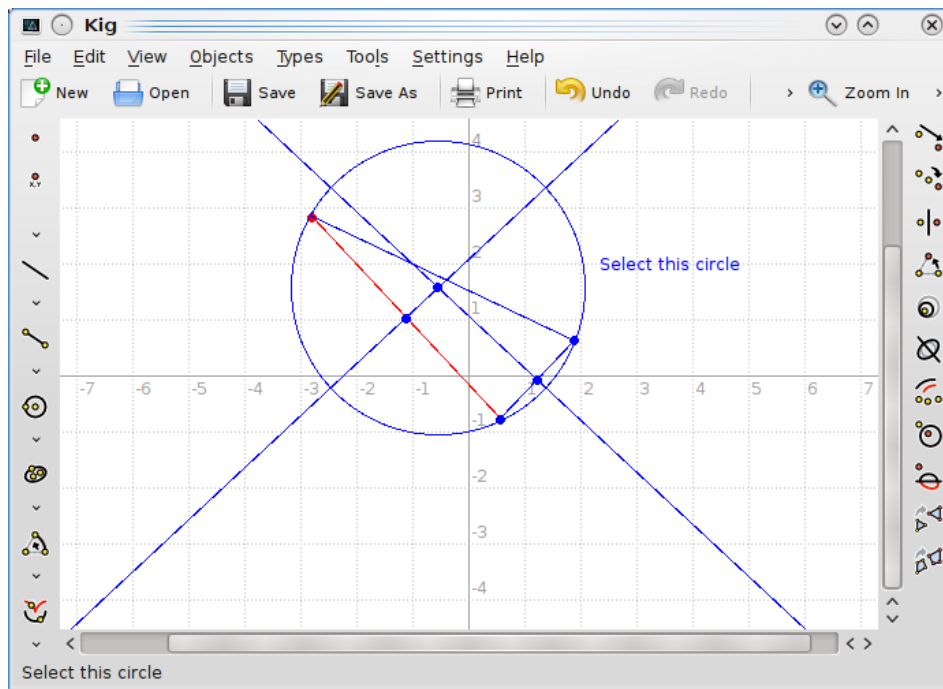 Kig
File Edit View Objects Types Tools Settings Help
New Open Save Save As Print Undo Redo › Zoom In ›
X,Y
4
3
2
Select this circle
1
-7 -6 -5 -4 -3 -2 -1 1 2 3 4 5 6 7
-1
-2
-3
-4
Select this circle